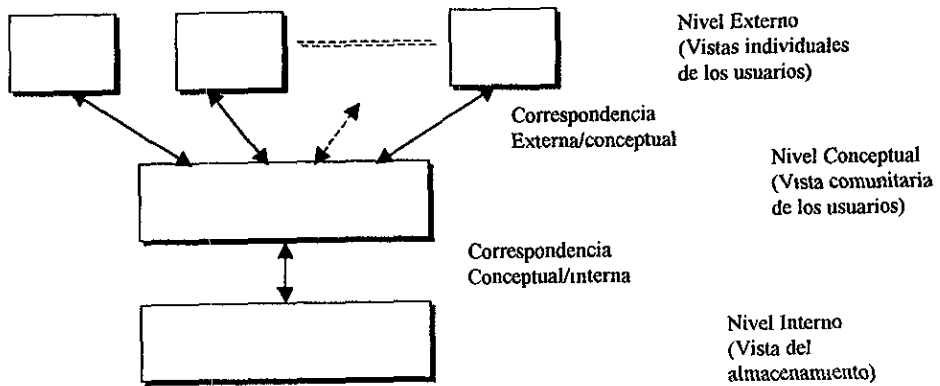 Nivel Externo
(Vistas individuales
de los usuarios)
Correspondencia
Externa/conceptual
Nivel Conceptual
(Vista comunitaria
de los usuarios)
Correspondencia
Conceptual/interna
Nivel Interno
(Vista del
almacenamiento)